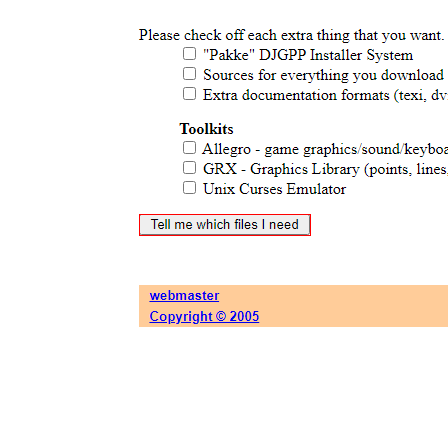 Please check off each extra thing that you want.
"Pakke" DJGPP Installer System
Sources for everything you download
Extra documentation formats (texi, dv
Toolkits
Allegro - game graphics/sound/keyboa
GRX - Graphics Library (points, lines,
Unix Curses Emulator
Tell me which files I need
webmaster
Copyright © 2005